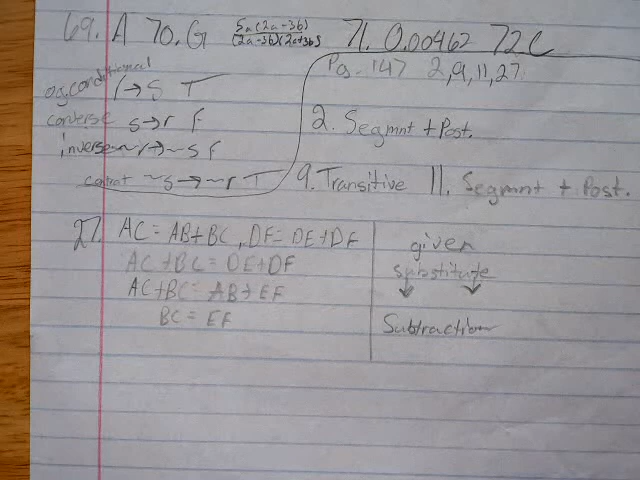 69. A 70. G 5a(2a-3b)/(2a-3b)(2a+3b) 71. 0.00462 72 C
og. conditional r→s T
converse s→r F
inverse ~r→~s F
contrat ~s→~r T
Pg. 147 2, 9, 11, 27
2. Segmnt + Post.
9. Transitive 11. Segmnt + Post.
27. AC = AB+BC, DF = DE+DF given
AC+BC = DE+DF substitute
AC+BC = AB+EF ↓ ↓
BC = EF Subtraction